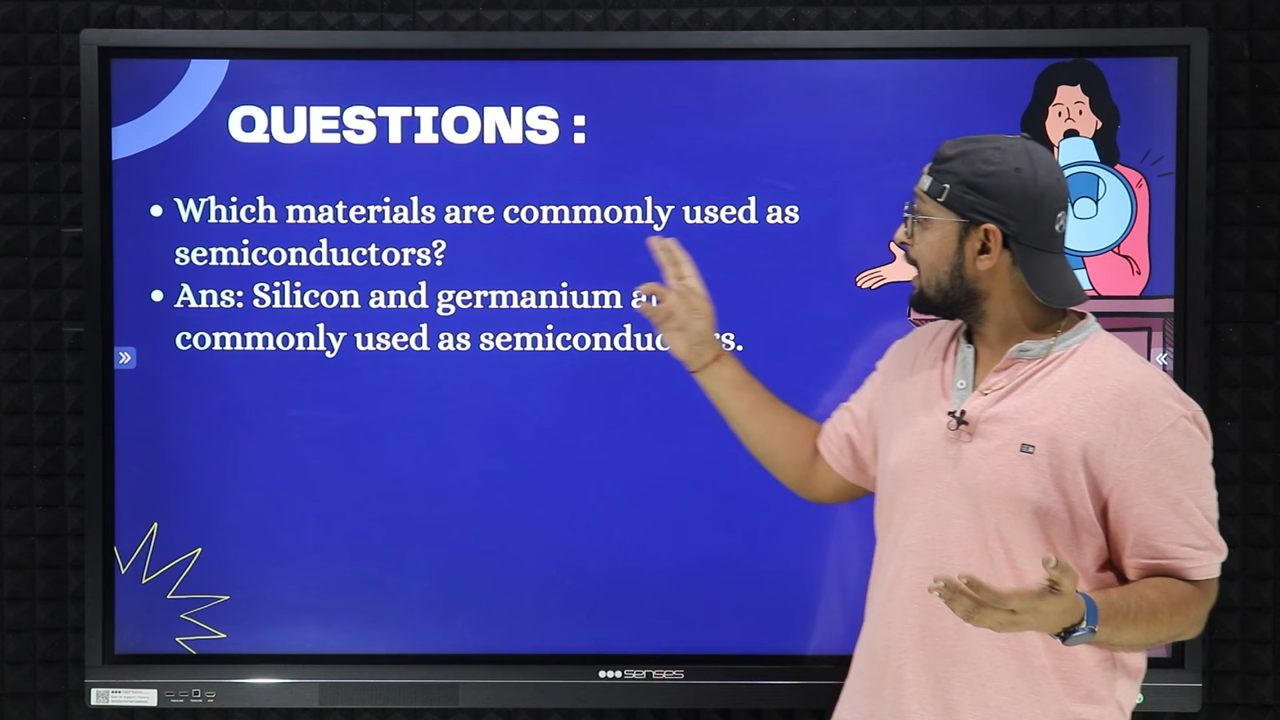 QUESTIONS :
• Which materials are commonly used as
semiconductors?
• Ans: Silicon and germanium
commonly used as
senses